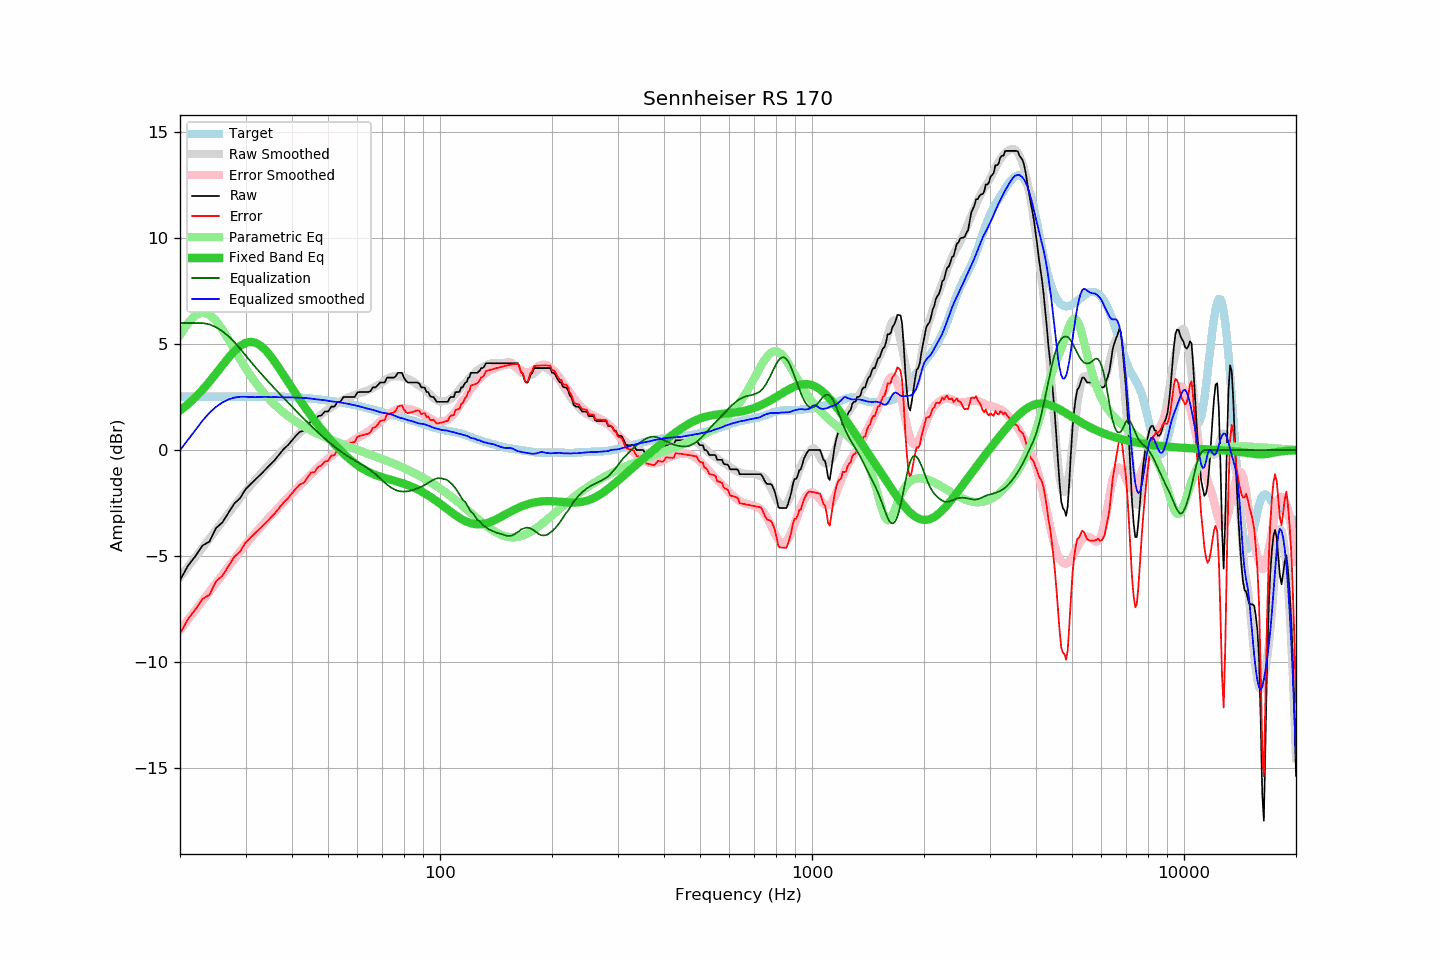 Sennheiser RS 170
Target
Raw Smoothed
Error Smoothed
Raw
Error
Parametric Eq
Fixed Band Eq
Equalization
Equalized smoothed
15
10
5
0
−5
−10
−15
Amplitude (dBr)
100
1000
10000
Frequency (Hz)